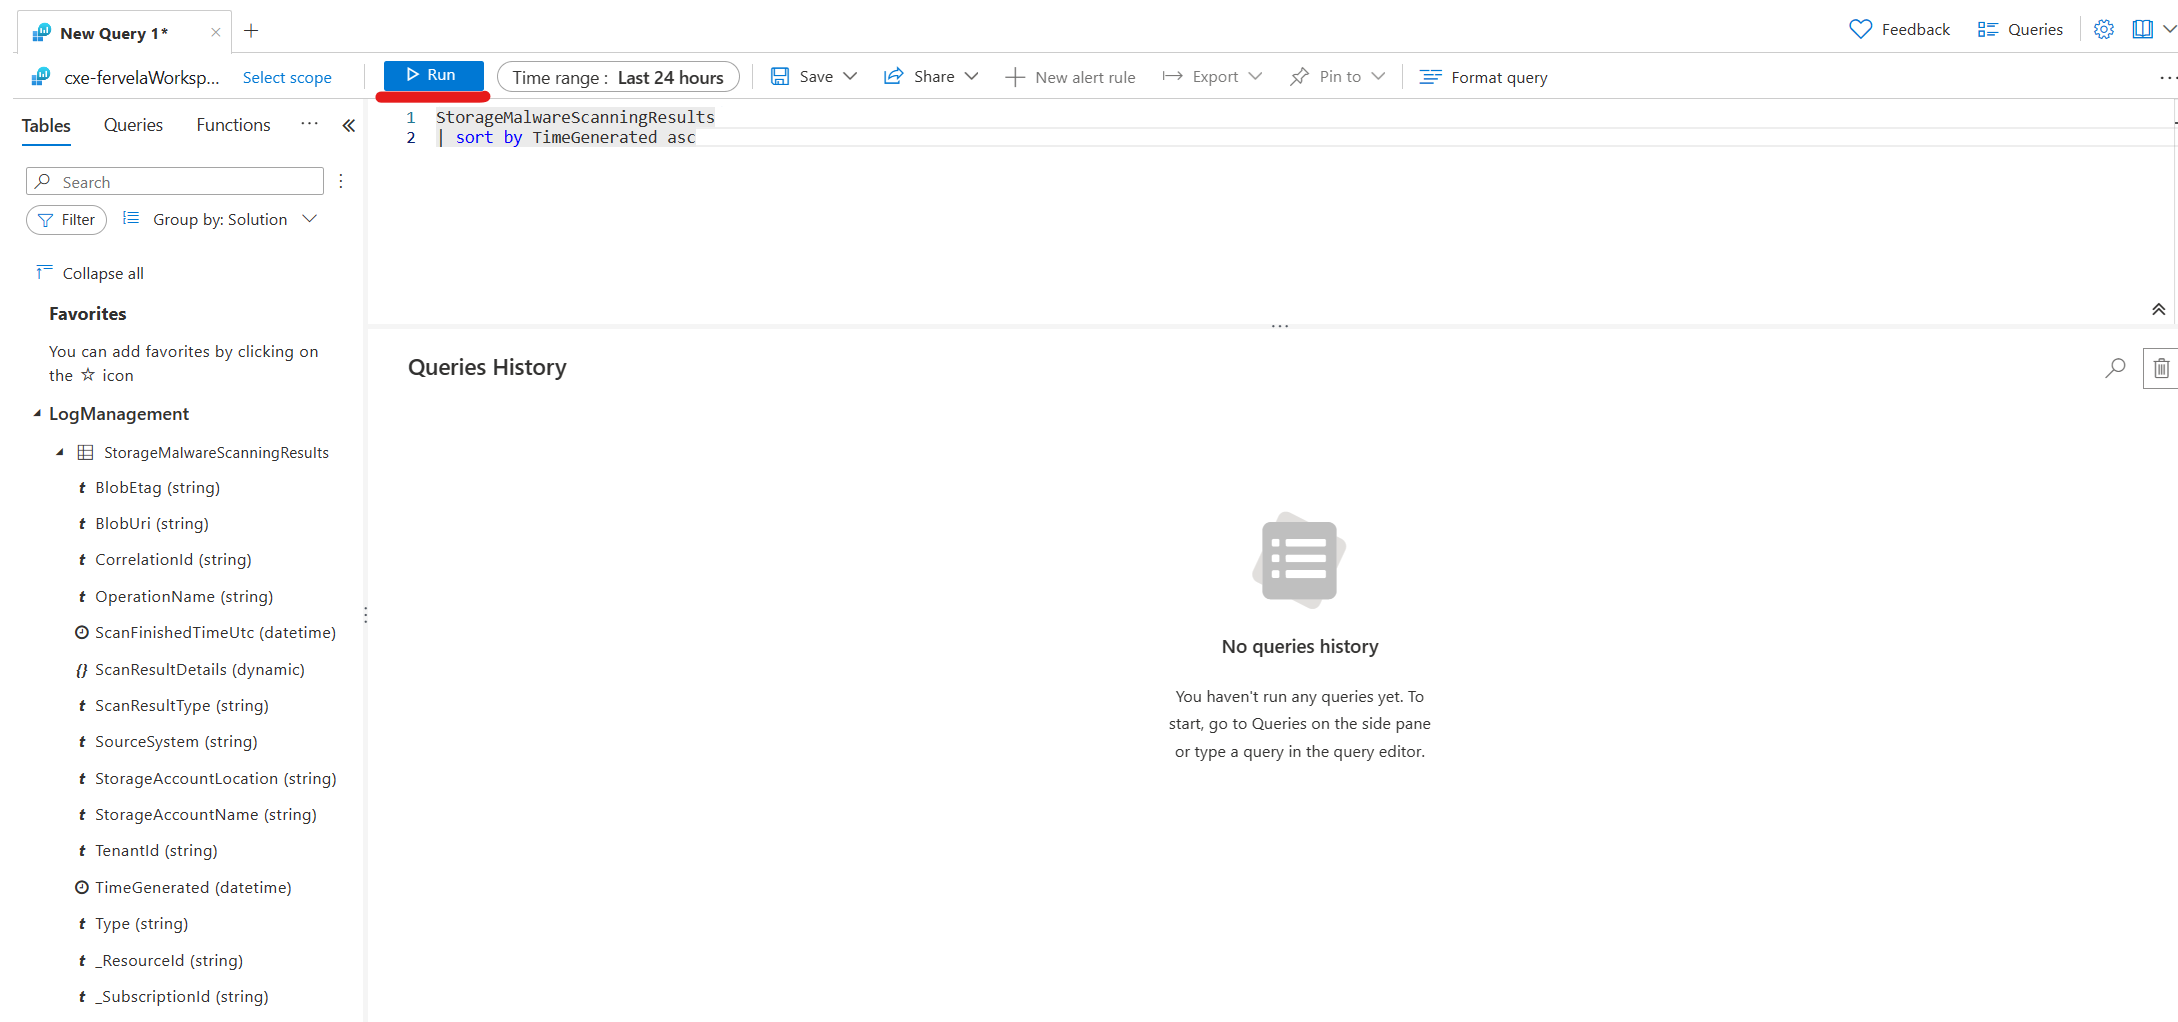 New Query 1*
Feedback
Queries
cxe-fervelaWorksp...
Select scope
Run
Time range : Last 24 hours
Save
Share
New alert rule
Export
Pin to
Format query
Tables
Queries
Functions
Search
Filter
Group by: Solution
Collapse all
Favorites
You can add favorites by clicking on
the ☆ icon
LogManagement
StorageMalwareScanningResults
t BlobEtag (string)
t BlobUri (string)
t CorrelationId (string)
t OperationName (string)
ScanFinishedTimeUtc (datetime)
{} ScanResultDetails (dynamic)
t ScanResultType (string)
t SourceSystem (string)
t StorageAccountLocation (string)
t StorageAccountName (string)
t TenantId (string)
TimeGenerated (datetime)
t Type (string)
t _ResourceId (string)
t _SubscriptionId (string)
1 StorageMalwareScanningResults
2 | sort by TimeGenerated asc
Queries History
No queries history
You haven't run any queries yet. To
start, go to Queries on the side pane
or type a query in the query editor.